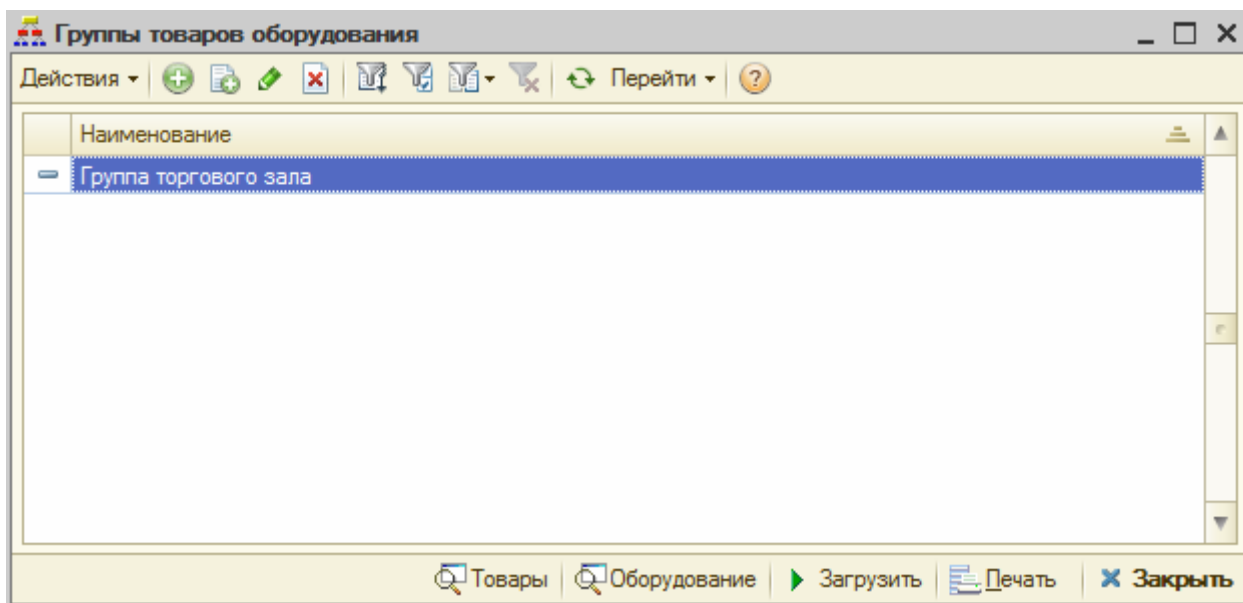 Группы товаров оборудования
Действия Перейти ?
Наименование
Группа торгового зала
Товары Оборудование Загрузить Печать Закрыть